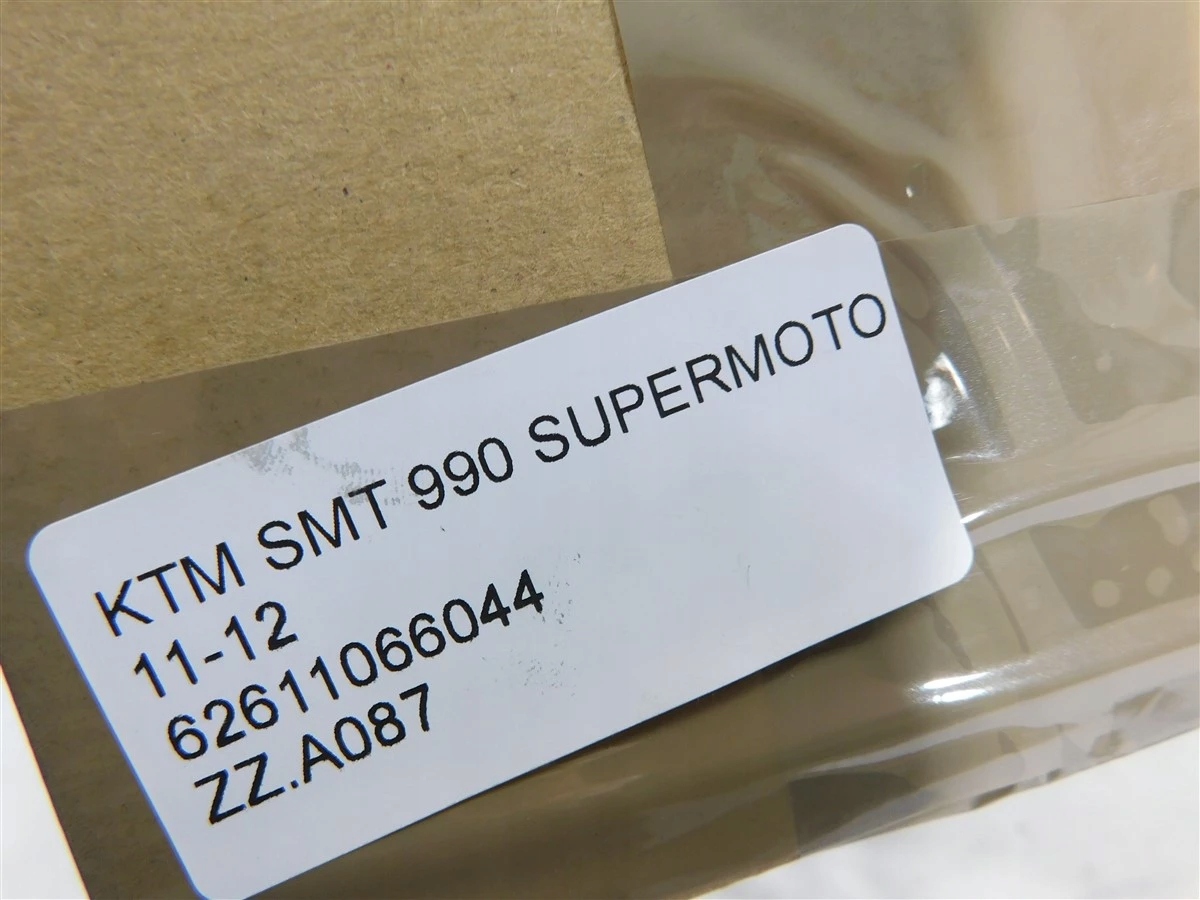 KTM SMT 990 SUPERMOTO
11-12
62611066044
ZZ.A087